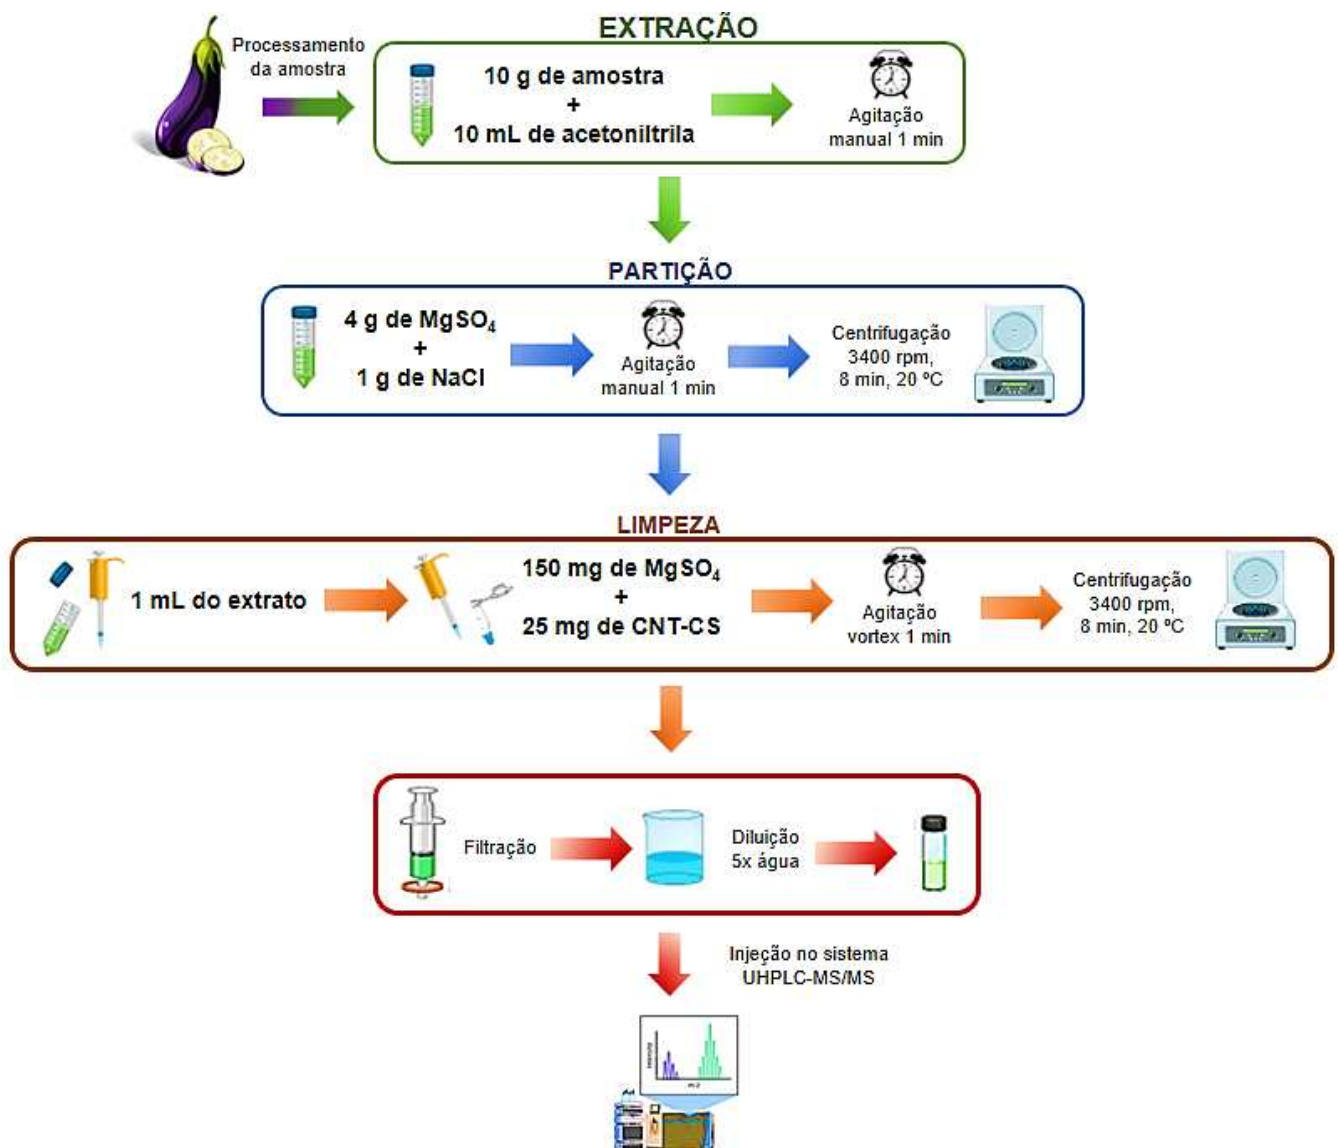 EXTRAÇÃO
Processamento
da amostra
10 g de amostra
+
10 mL de acetoniltrila
Agitação
manual 1 min
PARTIÇÃO
4 g de MgSO₄
+
1 g de NaCl
Agitação
manual 1 min
Centrifugação
3400 rpm,
8 min, 20 ºC
LIMPEZA
1 mL do extrato
150 mg de MgSO₄
+
25 mg de CNT-CS
Agitação
vortex 1 min
Centrifugação
3400 rpm,
8 min, 20 ºC
Filtração
Diluição
5x água
Injeção no sistema
UHPLC-MS/MS